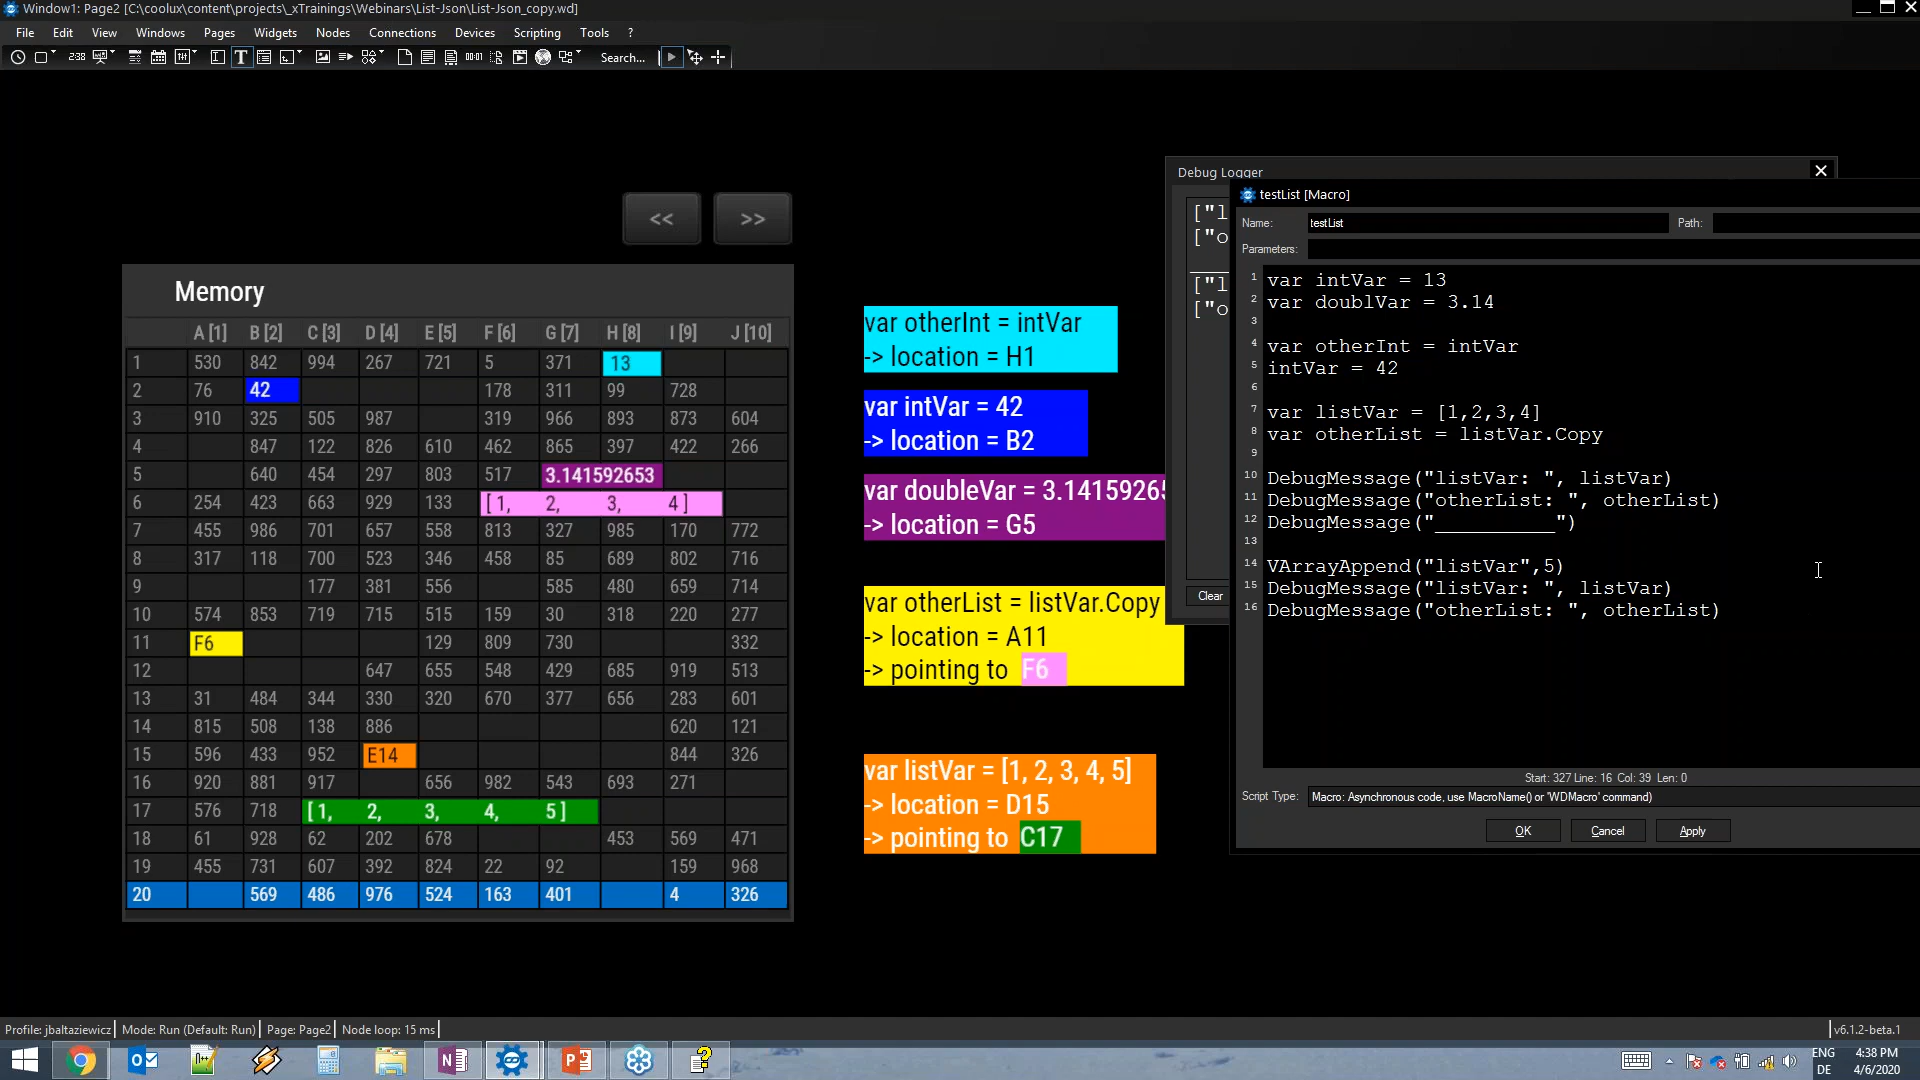 Window1: Page2 [C:\coolux\content\projects\_xTrainings\Webinars\List-Json\List-Json_copy.wd]
File Edit View Windows Pages Widgets Nodes Connections Devices Scripting Tools ?
Search...
<< >>
Memory
A [1] B [2] C [3] D [4] E [5] F [6] G [7] H [8] I [9] J [10]
1 530 842 994 267 721 5 371 13
2 76 42 178 311 99 728
3 910 325 505 987 319 966 893 873 604
4 847 122 826 610 462 865 397 422 266
5 640 454 297 803 517 3.141592653
6 254 423 663 929 133 [ 1, 2, 3, 4 ]
7 455 986 701 657 558 813 327 985 170 772
8 317 118 700 523 346 458 85 689 802 716
9 177 381 556 585 480 659 714
10 574 853 719 715 515 159 30 318 220 277
11 F6 129 809 730 332
12 647 655 548 429 685 919 513
13 31 484 344 330 320 670 377 656 283 601
14 815 508 138 886 620 121
15 596 433 952 E14 844 326
16 920 881 917 656 982 543 693 271
17 576 718 [ 1, 2, 3, 4, 5 ]
18 61 928 62 202 678 453 569 471
19 455 731 607 392 824 22 92 159 968
20 569 486 976 524 163 401 4 326
var otherInt = intVar
-> location = H1
var intVar = 42
-> location = B2
var doubleVar = 3.1415926
-> location = G5
var otherList = listVar.Copy
-> location = A11
-> pointing to F6
var listVar = [1, 2, 3, 4, 5]
-> location = D15
-> pointing to C17
Debug Logger
["l
["o
["l
["o
Clear
testList [Macro]
Name: testList Path:
Parameters:
1 var intVar = 13
2 var doublVar = 3.14
3
4 var otherInt = intVar
5 intVar = 42
6
7 var listVar = [1,2,3,4]
8 var otherList = listVar.Copy
9
10 DebugMessage("listVar: ", listVar)
11 DebugMessage("otherList: ", otherList)
12 DebugMessage("__________")
13
14 VArrayAppend("listVar",5)
15 DebugMessage("listVar: ", listVar)
16 DebugMessage("otherList: ", otherList)
Start: 327 Line: 16 Col: 39 Len: 0
Script Type: Macro: Asynchronous code, use MacroName() or 'WDMacro' command)
OK Cancel Apply
Profile: jbaltaziewicz Mode: Run (Default: Run) Page: Page2 Node loop: 15 ms v6.1.2-beta.1
ENG 4:38 PM
DE 4/6/2020